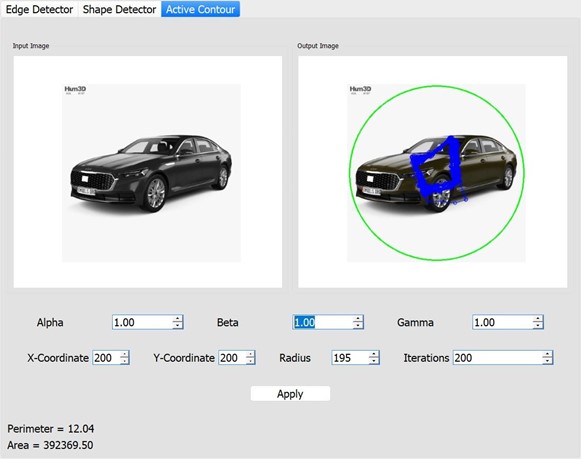 Edge Detector Shape Detector Active Contour
Input Image Output Image
Hum3D Hum3D
Alpha 1.00 Beta 1.00 Gamma 1.00
X-Coordinate 200 Y-Coordinate 200 Radius 195 Iterations 200
Apply
Perimeter = 12.04
Area = 392369.50